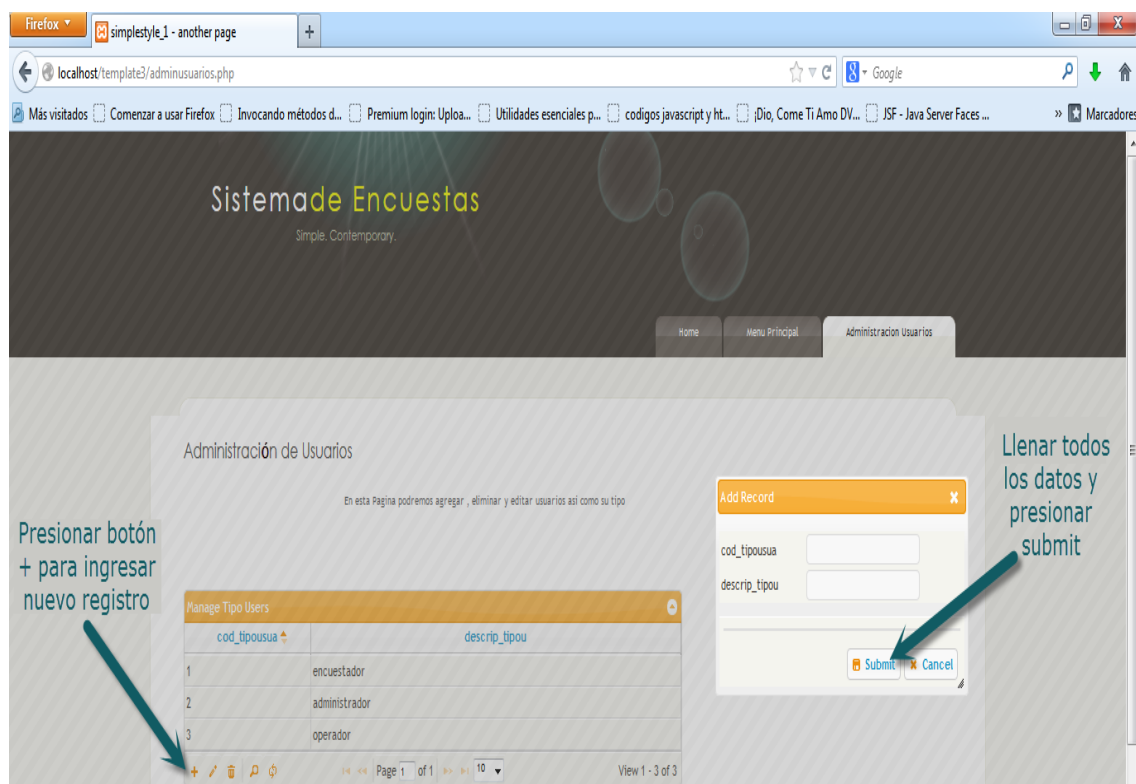 Firefox
simplestyle_1 - another page
localhost/template3/adminusuarios.php
Google
Más visitados Comenzar a usar Firefox Invocando métodos d... Premium login: Uploa... Utilidades esenciales p... codigos javascript y ht... ¡Dio, Come Ti Amo DV... JSF - Java Server Faces ... » Marcadores
Sistemade Encuestas
Simple. Contemporary.
Home Menu Principal Administracion Usuarios
Administración de Usuarios
En esta Pagina podremos agregar , eliminar y editar usuarios asi como su tipo
Presionar botón
+ para ingresar
nuevo registro
Manage Tipo Users
cod_tipousua descrip_tipou
1 encuestador
2 administrador
3 operador
Page 1 of 1 10 View 1 - 3 of 3
Add Record
cod_tipousua
descrip_tipou
Submit Cancel
Llenar todos
los datos y
presionar
submit